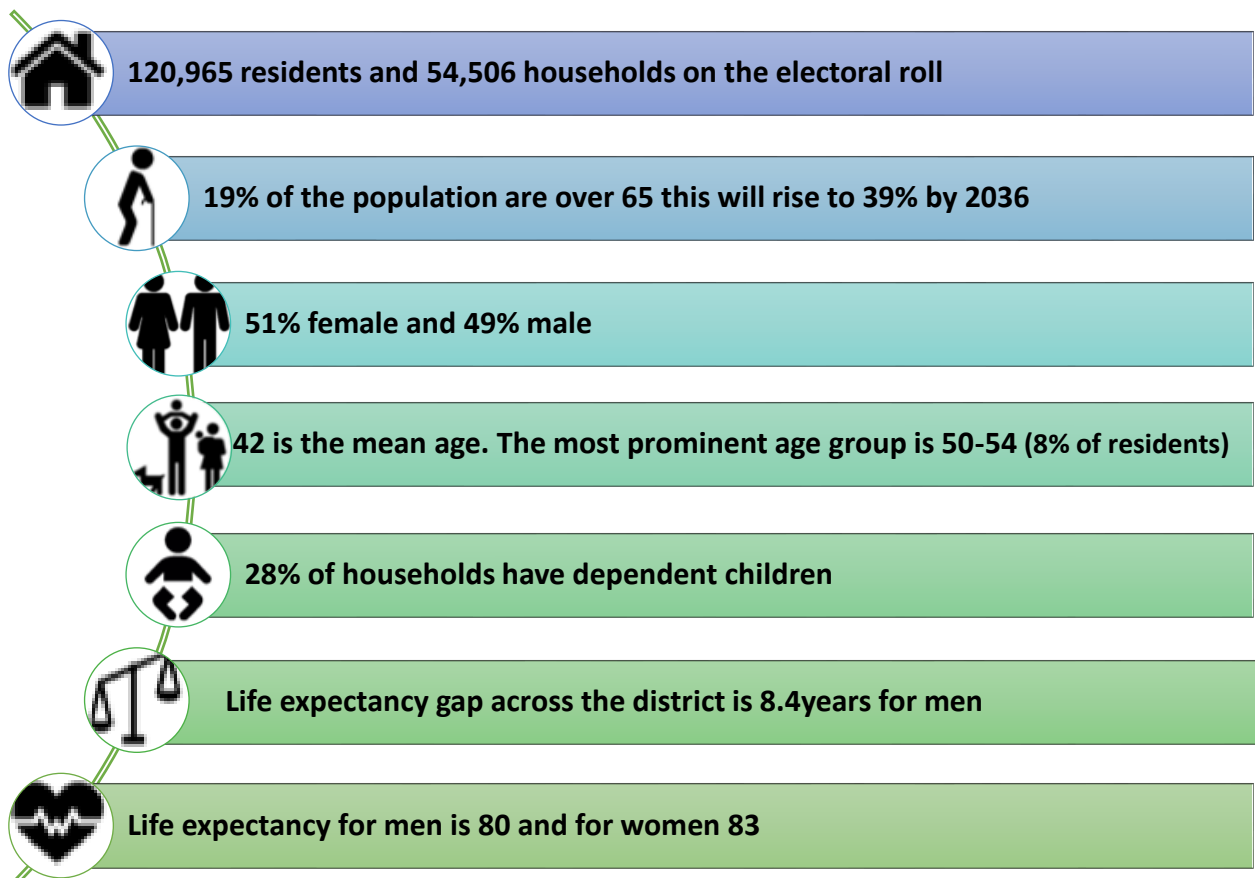 120,965 residents and 54,506 households on the electoral roll
19% of the population are over 65 this will rise to 39% by 2036
51% female and 49% male
42 is the mean age. The most prominent age group is 50-54 (8% of residents)
28% of households have dependent children
Life expectancy gap across the district is 8.4years for men
Life expectancy for men is 80 and for women 83